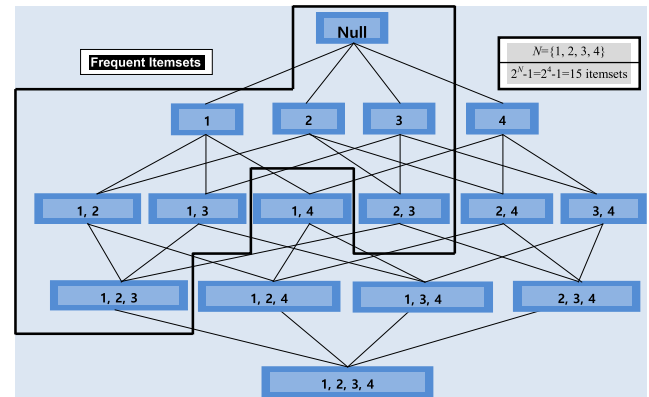 Null
Frequent Itemsets
N={1, 2, 3, 4}
2^N-1=2^4-1=15 itemsets
1
2
3
4
1, 2
1, 3
1, 4
2, 3
2, 4
3, 4
1, 2, 3
1, 2, 4
1, 3, 4
2, 3, 4
1, 2, 3, 4